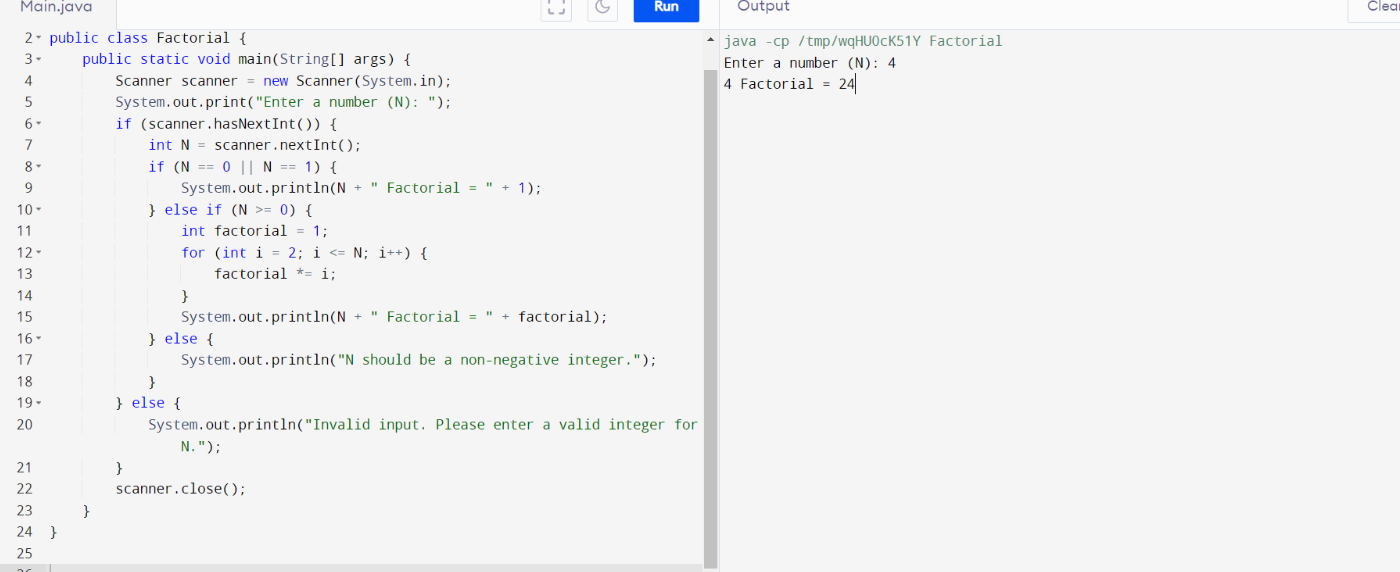 Main.java
Run
Output
2 public class Factorial {
3 public static void main(String[] args) {
4 Scanner scanner = new Scanner(System.in);
5 System.out.print("Enter a number (N): ");
6 if (scanner.hasNextInt()) {
7 int N = scanner.nextInt();
8 if (N == 0 || N == 1) {
9 System.out.println(N + " Factorial = " + 1);
10 } else if (N >= 0) {
11 int factorial = 1;
12 for (int i = 2; i <= N; i++) {
13 factorial *= i;
14 }
15 System.out.println(N + " Factorial = " + factorial);
16 } else {
17 System.out.println("N should be a non-negative integer.");
18 }
19 } else {
20 System.out.println("Invalid input. Please enter a valid integer for
N.");
21 }
22 scanner.close();
23 }
24 }
25
java -cp /tmp/wqHUOcK51Y Factorial
Enter a number (N): 4
4 Factorial = 24